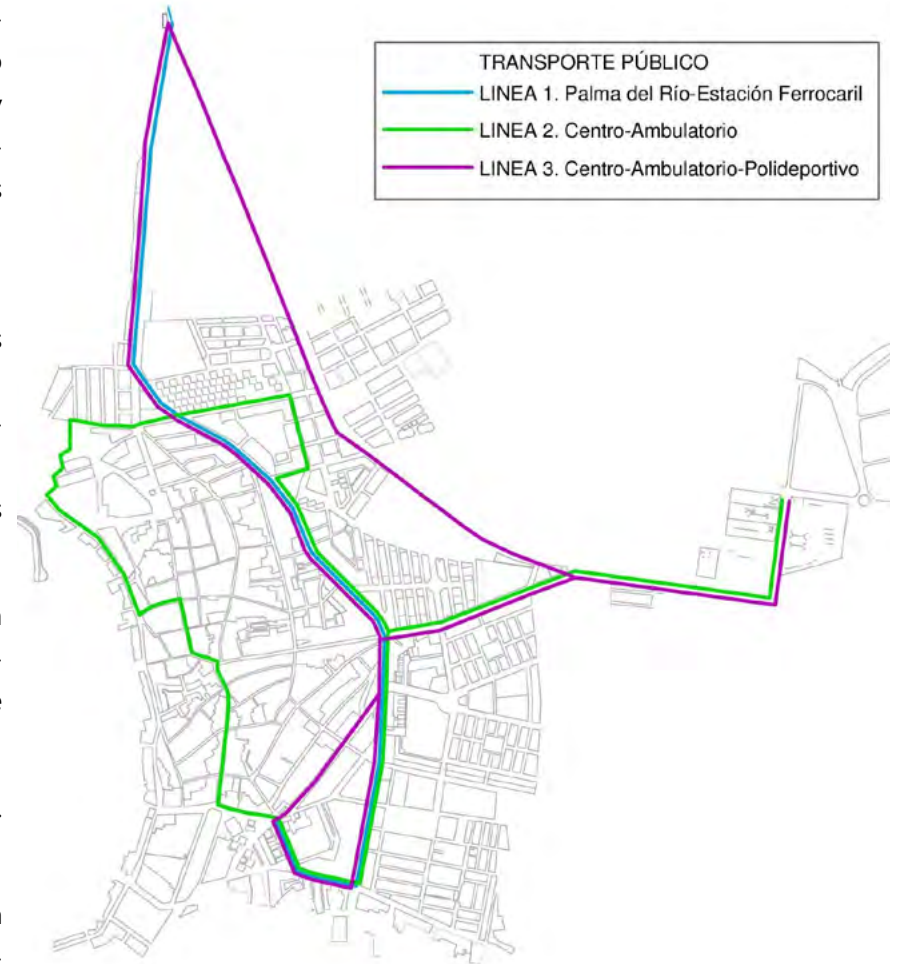 TRANSPORTE PÚBLICO
LINEA 1. Palma del Río-Estación Ferrocaril
LINEA 2. Centro-Ambulatorio
LINEA 3. Centro-Ambulatorio-Polideportivo